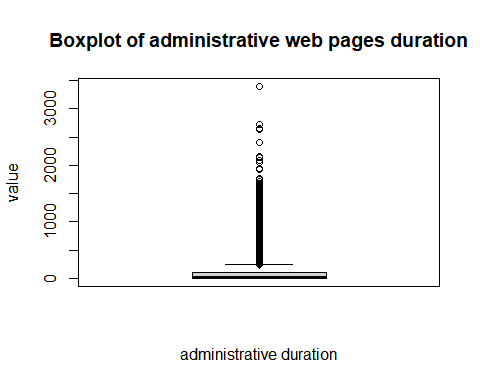 Boxplot of administrative web pages duration
3000
2000
1000
0
value
administrative duration